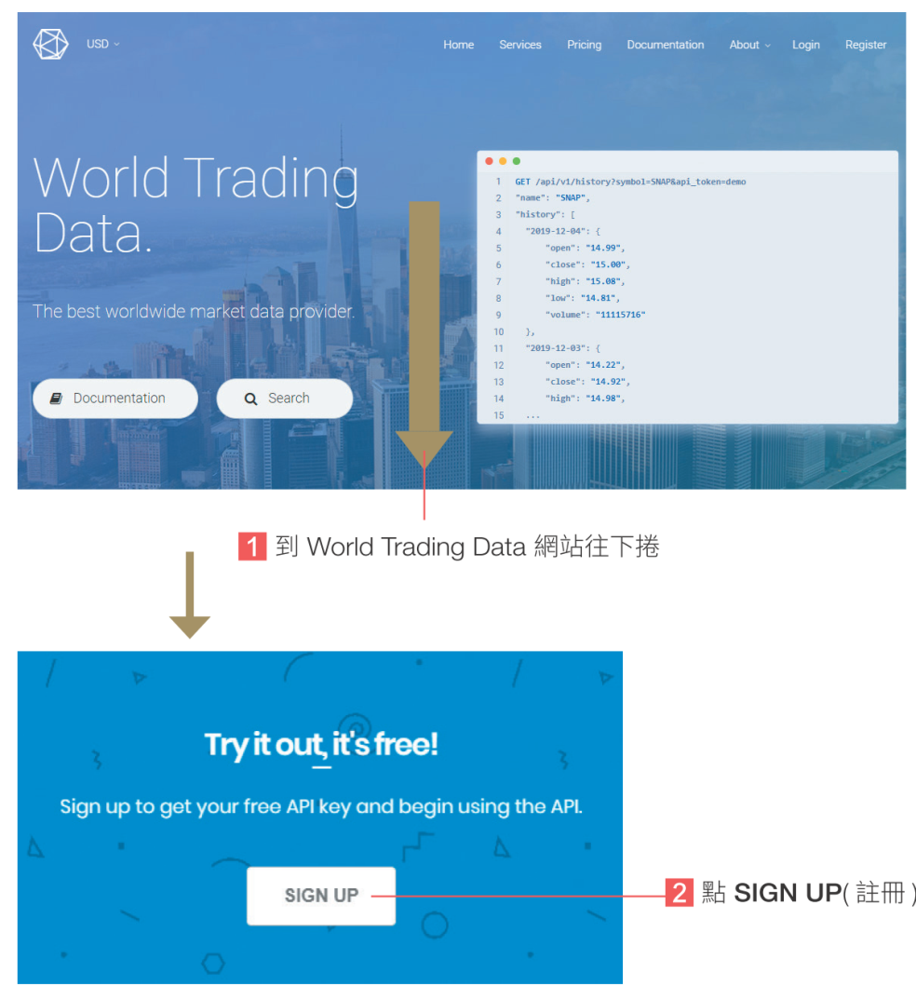 USD
Home Services Pricing Documentation About Login Register
World Trading
Data.
The best worldwide market data provider.
Documentation
Search
1 GET /api/v1/history?symbol=SNAP&api_token=demo
2 "name": "SNAP",
3 "history": [
4 "2019-12-04": {
5 "open": "14.99",
6 "close": "15.00",
7 "high": "15.08",
8 "low": "14.81",
9 "volume": "11115716"
10 },
11 "2019-12-03": {
12 "open": "14.22",
13 "close": "14.92",
14 "high": "14.98",
15 ...
1 到 World Trading Data 網站往下捲
Try it out, it's free!
Sign up to get your free API key and begin using the API.
SIGN UP
2 點 SIGN UP( 註冊 )